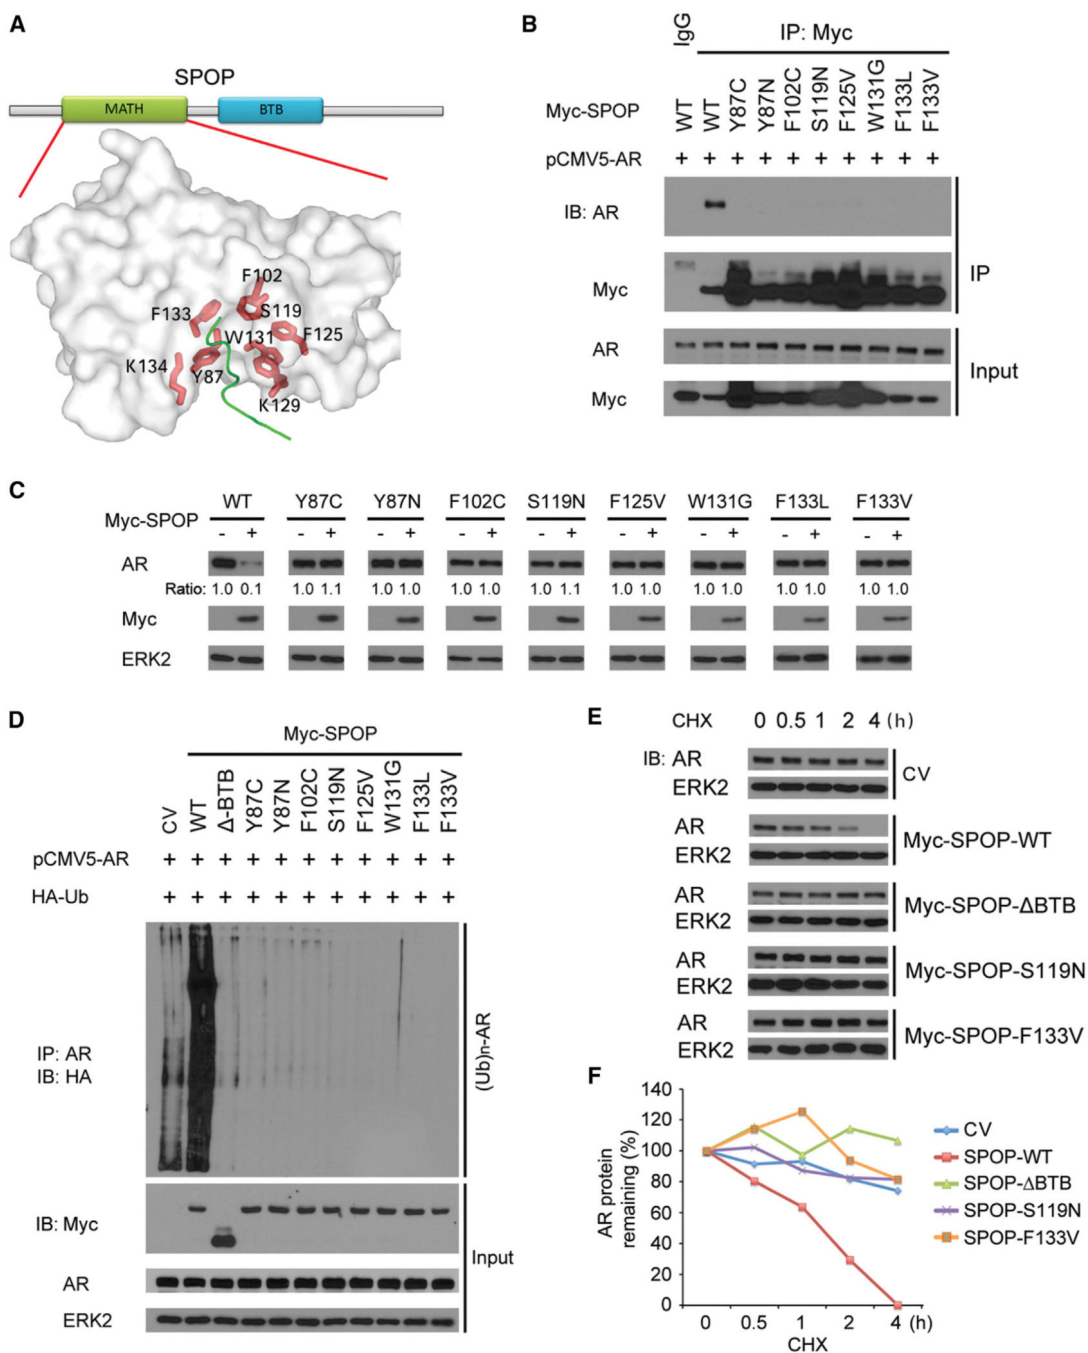 A
SPOP
MATH BTB
F102
F133 S119
W131 F125
K134
Y87
K129
B
IgG
IP: Myc
Myc-SPOP WT WT Y87C Y87N F102C S119N F125V W131G F133L F133V
pCMV5-AR + + + + + + + + + +
IB: AR
Myc
IP
AR
Myc
Input
C
WT Y87C Y87N F102C S119N F125V W131G F133L F133V
Myc-SPOP - + - + - + - + - + - + - + - + - +
AR
Ratio: 1.0 0.1 1.0 1.1 1.0 1.0 1.0 1.0 1.0 1.1 1.0 1.0 1.0 1.0 1.0 1.0 1.0 1.0
Myc
ERK2
D
Myc-SPOP
CV WT Δ-BTB Y87C Y87N F102C S119N F125V W131G F133L F133V
pCMV5-AR + + + + + + + + + + +
HA-Ub + + + + + + + + + + +
IP: AR
IB: HA
(Ub)n-AR
IB: Myc
AR
ERK2
Input
E
CHX 0 0.5 1 2 4 (h)
IB: AR
ERK2
CV
AR
ERK2
Myc-SPOP-WT
AR
ERK2
Myc-SPOP-ΔBTB
AR
ERK2
Myc-SPOP-S119N
AR
ERK2
Myc-SPOP-F133V
F
AR protein
remaining (%)
140
120
100
80
60
40
20
0
0 0.5 1 2 4 (h)
CHX
CV
SPOP-WT
SPOP-ΔBTB
SPOP-S119N
SPOP-F133V